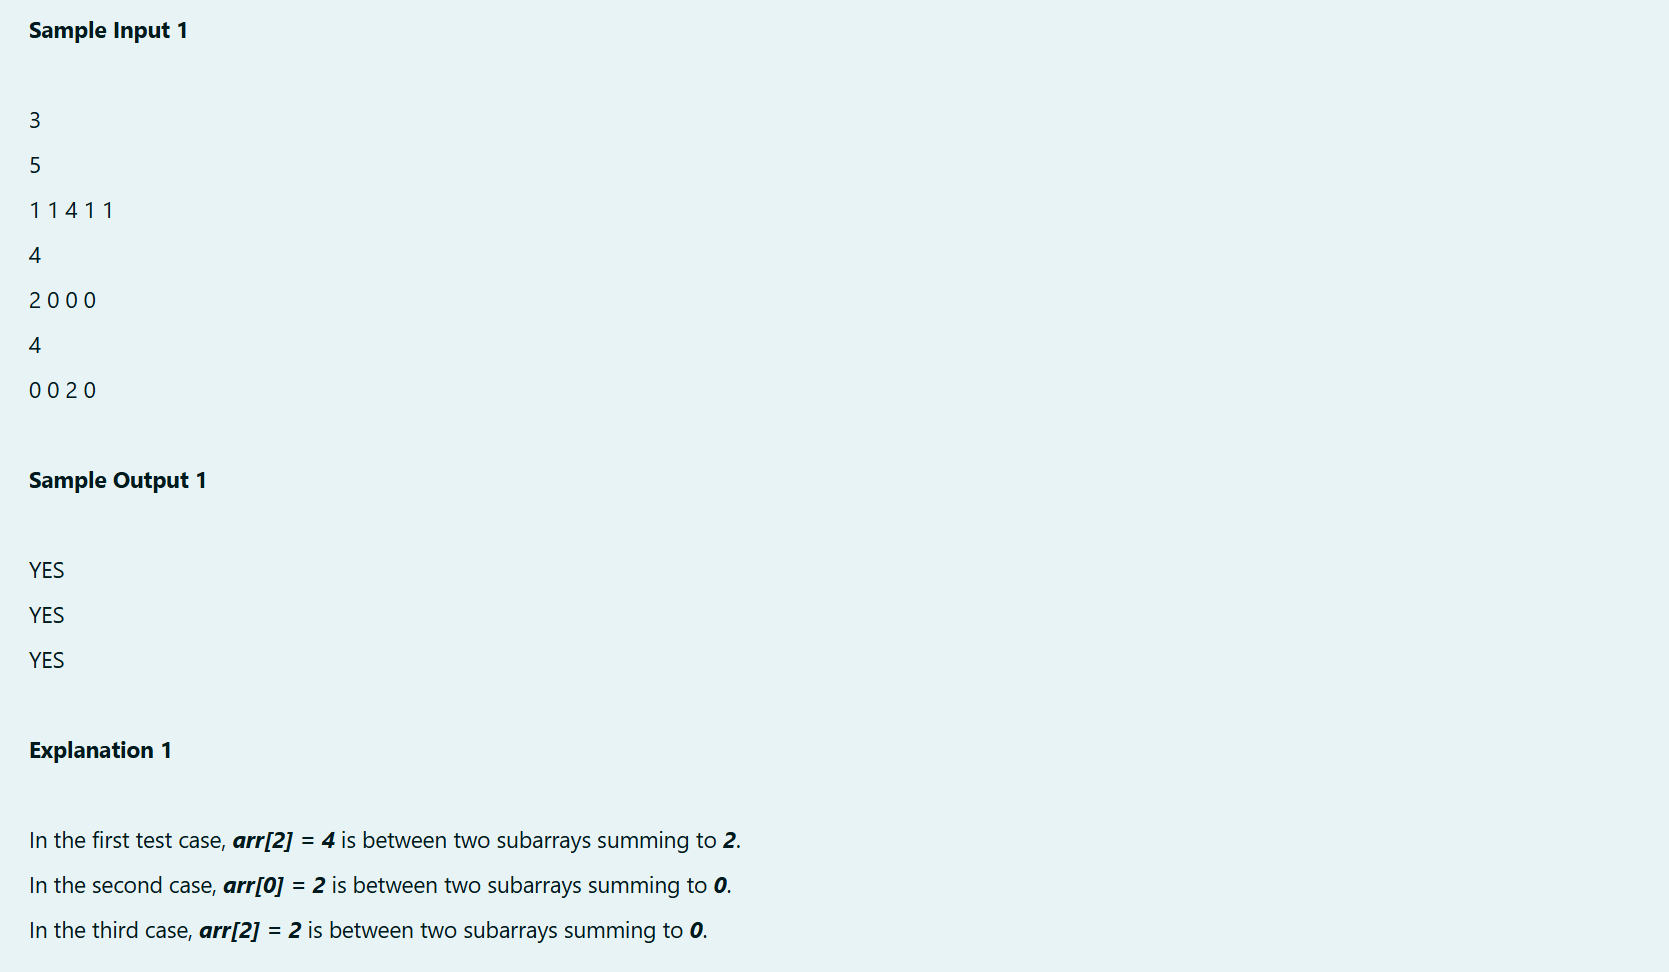 Sample Input 1
3
5
1 1 4 1 1
4
2 0 0 0
4
0 0 2 0
Sample Output 1
YES
YES
YES
Explanation 1
In the first test case, arr[2] = 4 is between two subarrays summing to 2.
In the second case, arr[0] = 2 is between two subarrays summing to 0.
In the third case, arr[2] = 2 is between two subarrays summing to 0.